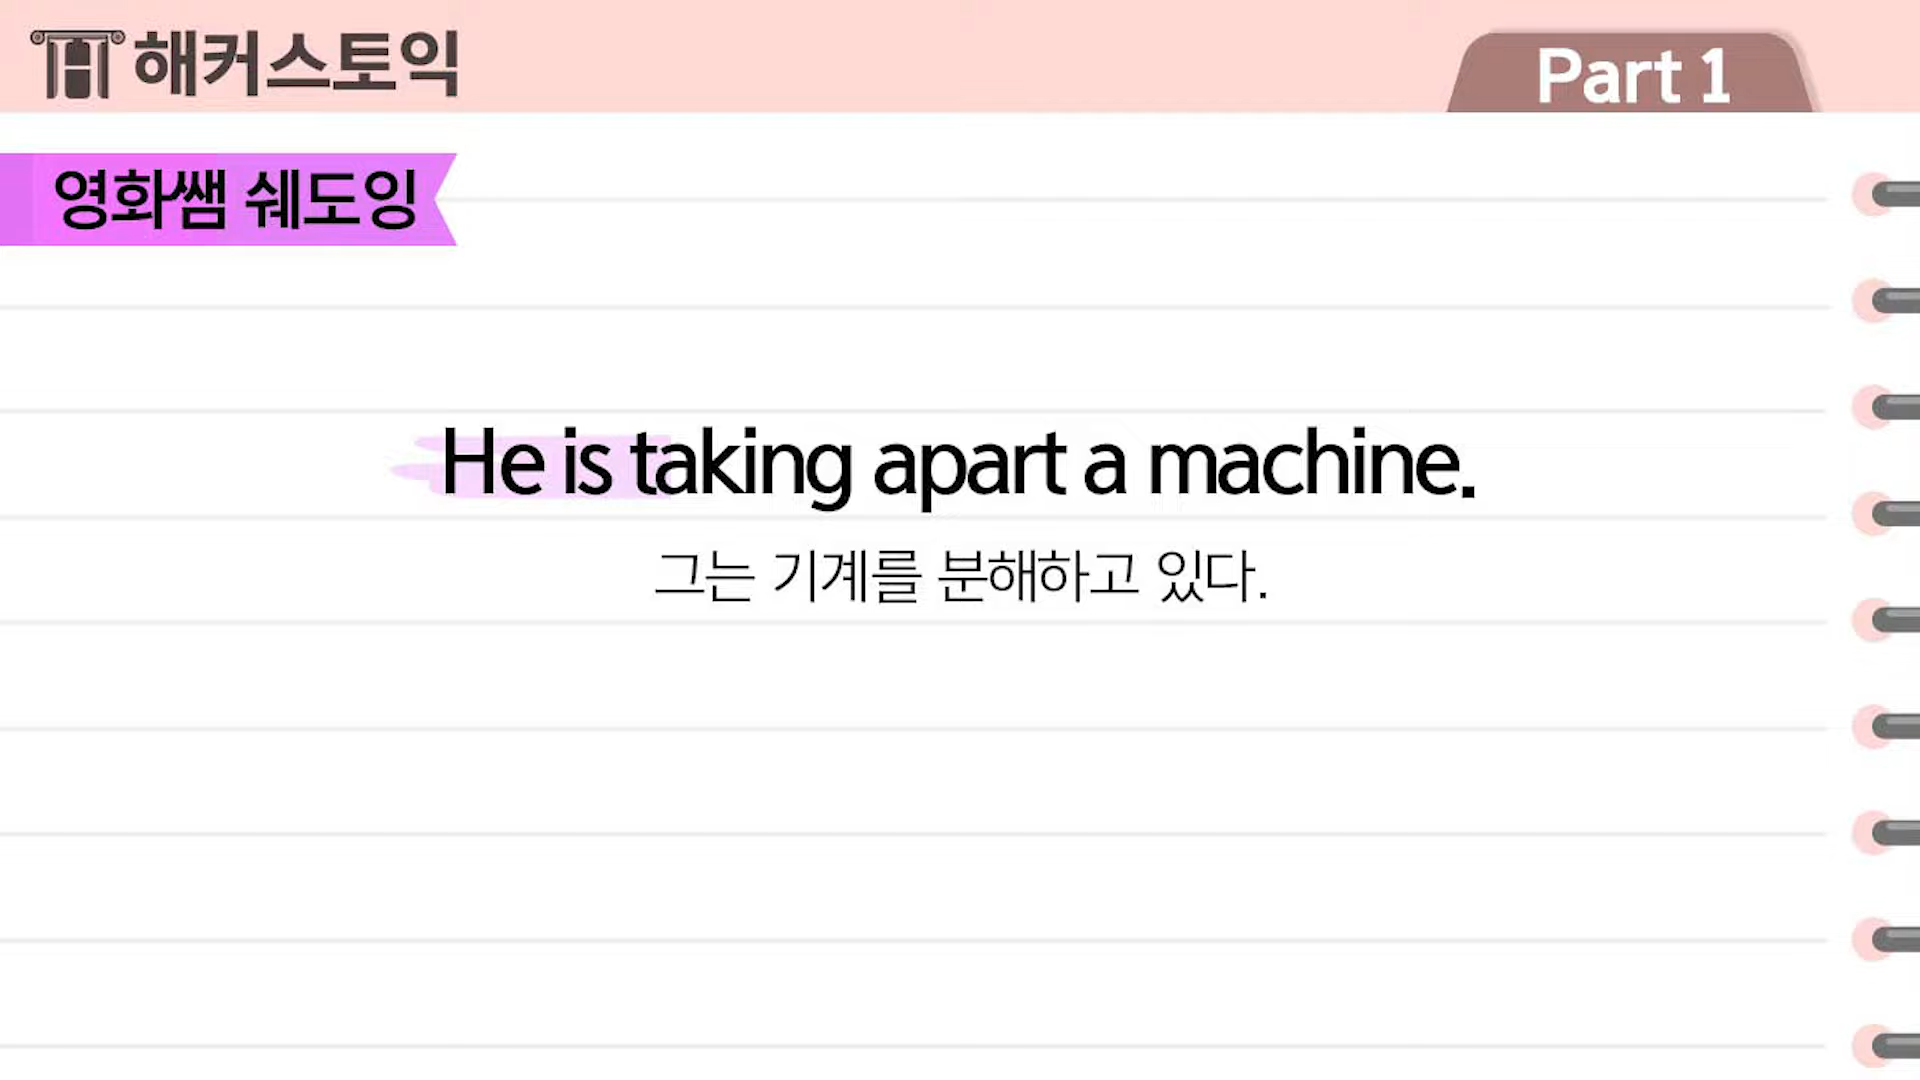 해커스토익
Part 1
영화쌤 쉐도잉
He is taking apart a machine.
그는 기계를 분해하고 있다.